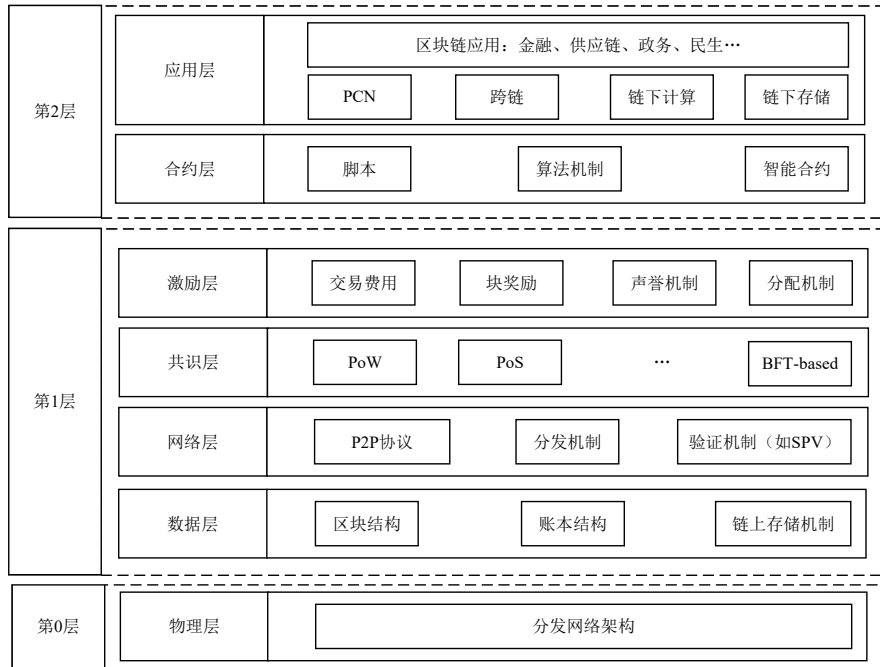 第2层
应用层
区块链应用：金融、供应链、政务、民生…
PCN
跨链
链下计算
链下存储
合约层
脚本
算法机制
智能合约
第1层
激励层
交易费用
块奖励
声誉机制
分配机制
共识层
PoW
PoS
…
BFT-based
网络层
P2P协议
分发机制
验证机制（如SPV）
数据层
区块结构
账本结构
链上存储机制
第0层
物理层
分发网络架构